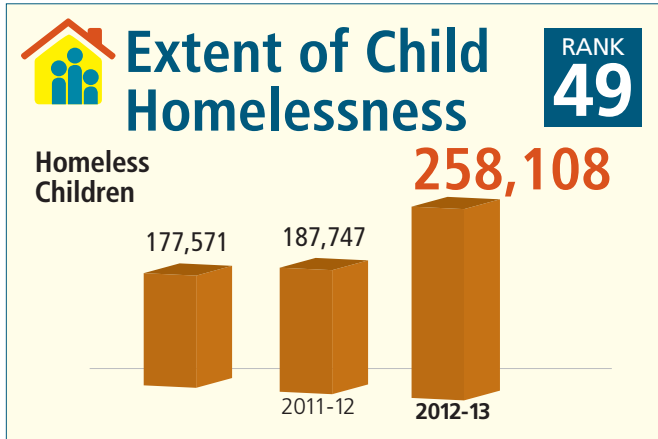 Extent of Child
Homelessness
RANK
49
Homeless
Children
177,571
187,747
258,108
2011-12
2012-13